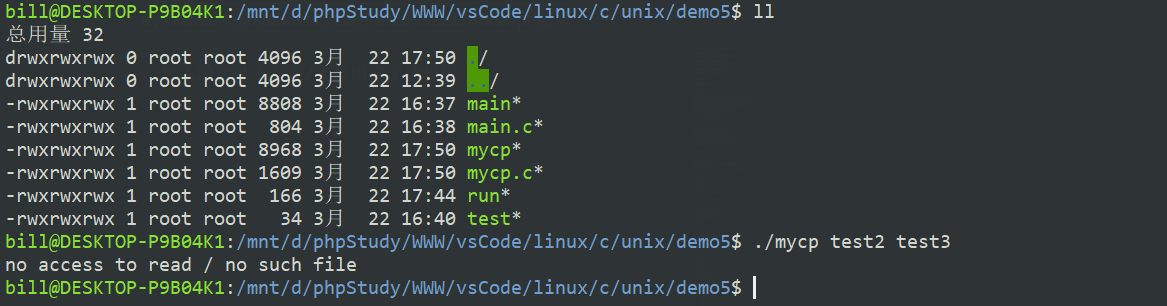 bill@DESKTOP-P9B04K1:/mnt/d/phpStudy/WWW/vsCode/linux/c/unix/demo5$ ll
总用量 32
drwxrwxrwx 0 root root 4096 3月  22 17:50 ./
drwxrwxrwx 0 root root 4096 3月  22 12:39 ../
-rwxrwxrwx 1 root root 8808 3月  22 16:37 main*
-rwxrwxrwx 1 root root  804 3月  22 16:38 main.c*
-rwxrwxrwx 1 root root 8968 3月  22 17:50 mycp*
-rwxrwxrwx 1 root root 1609 3月  22 17:50 mycp.c*
-rwxrwxrwx 1 root root  166 3月  22 17:44 run*
-rwxrwxrwx 1 root root   34 3月  22 16:40 test*
bill@DESKTOP-P9B04K1:/mnt/d/phpStudy/WWW/vsCode/linux/c/unix/demo5$ ./mycp test2 test3
no access to read / no such file
bill@DESKTOP-P9B04K1:/mnt/d/phpStudy/WWW/vsCode/linux/c/unix/demo5$